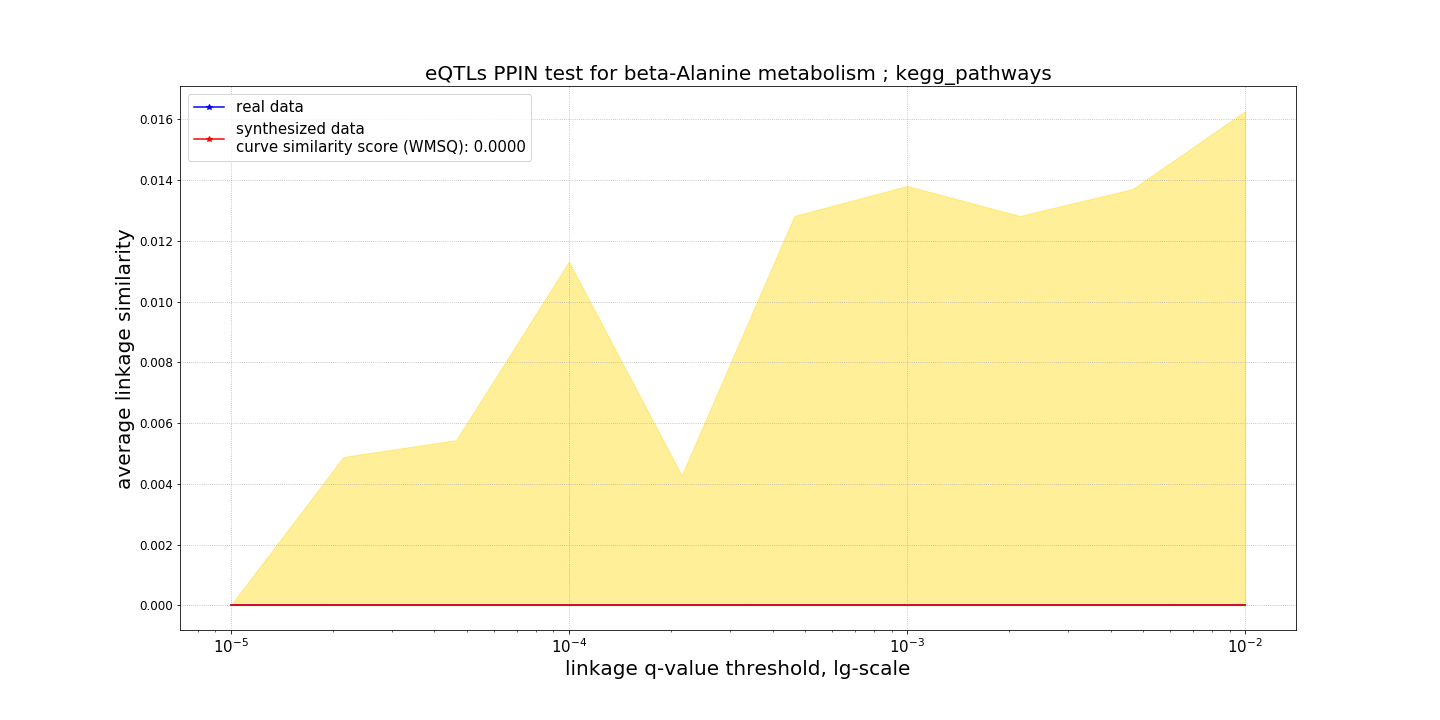 eQTLs PPIN test for beta-Alanine metabolism ; kegg_pathways
real data
synthesized data
curve similarity score (WMSQ): 0.0000
average linkage similarity
0.016
0.014
0.012
0.010
0.008
0.006
0.004
0.002
0.000
10⁻⁵ 10⁻⁴ 10⁻³ 10⁻²
linkage q-value threshold, lg-scale